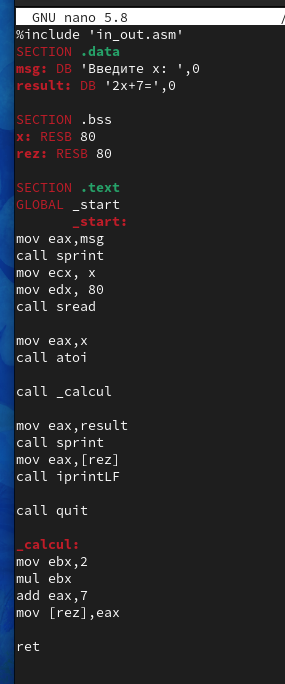 GNU nano 5.8 /
%include 'in_out.asm'
SECTION .data
msg: DB 'Введите x: ',0
result: DB '2x+7=',0
SECTION .bss
x: RESB 80
rez: RESB 80
SECTION .text
GLOBAL _start
_start:
mov eax,msg
call sprint
mov ecx, x
mov edx, 80
call sread
mov eax,x
call atoi
call _calcul
mov eax,result
call sprint
mov eax,[rez]
call iprintLF
call quit
_calcul:
mov ebx,2
mul ebx
add eax,7
mov [rez],eax
ret